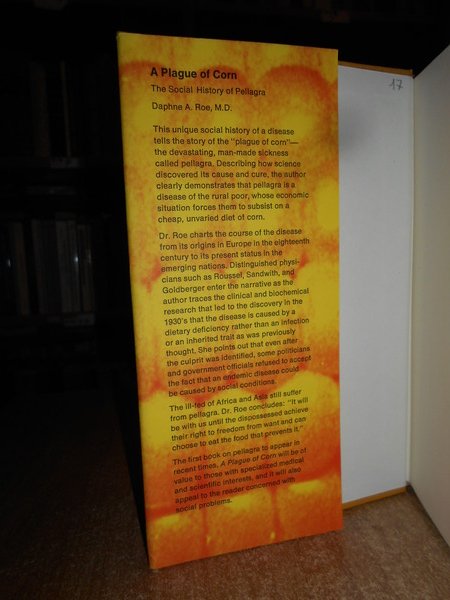 17
A Plague of Corn
The Social History of Pellagra
Daphne A. Roe, M.D.
This unique social history of a disease
tells the story of the "plague of corn"—
the devastating, man-made sickness
called pellagra. Describing how science
discovered its cause and cure, the author
clearly demonstrates that pellagra is a
disease of the rural poor, whose economic
situation forces them to subsist on a
cheap, unvaried diet of corn.
Dr. Roe charts the course of the disease
from its origins in Europe in the eighteenth
century to its present status in the
emerging nations. Distinguished physi-
cians such as Roussel, Sandwith, and
Goldberger enter the narrative as the
author traces the clinical and biochemical
research that led to the discovery in the
1930's that the disease is caused by a
dietary deficiency rather than an infection
or an inherited trait as was previously
thought. She points out that even after
the culprit was identified, some politicians
and government officials refused to accept
the fact that an endemic disease could
be caused by social conditions.
The ill-fed of Africa and Asia still suffer
from pellagra. Dr. Roe concludes: "It will
be with us until the dispossessed achieve
their right to freedom from want and can
choose to eat the food that prevents it."
The first book on pellagra to appear in
recent times, A Plague of Corn will be of
value to those with specialized medical
and scientific interests, and it will also
appeal to the reader concerned with
social problems.